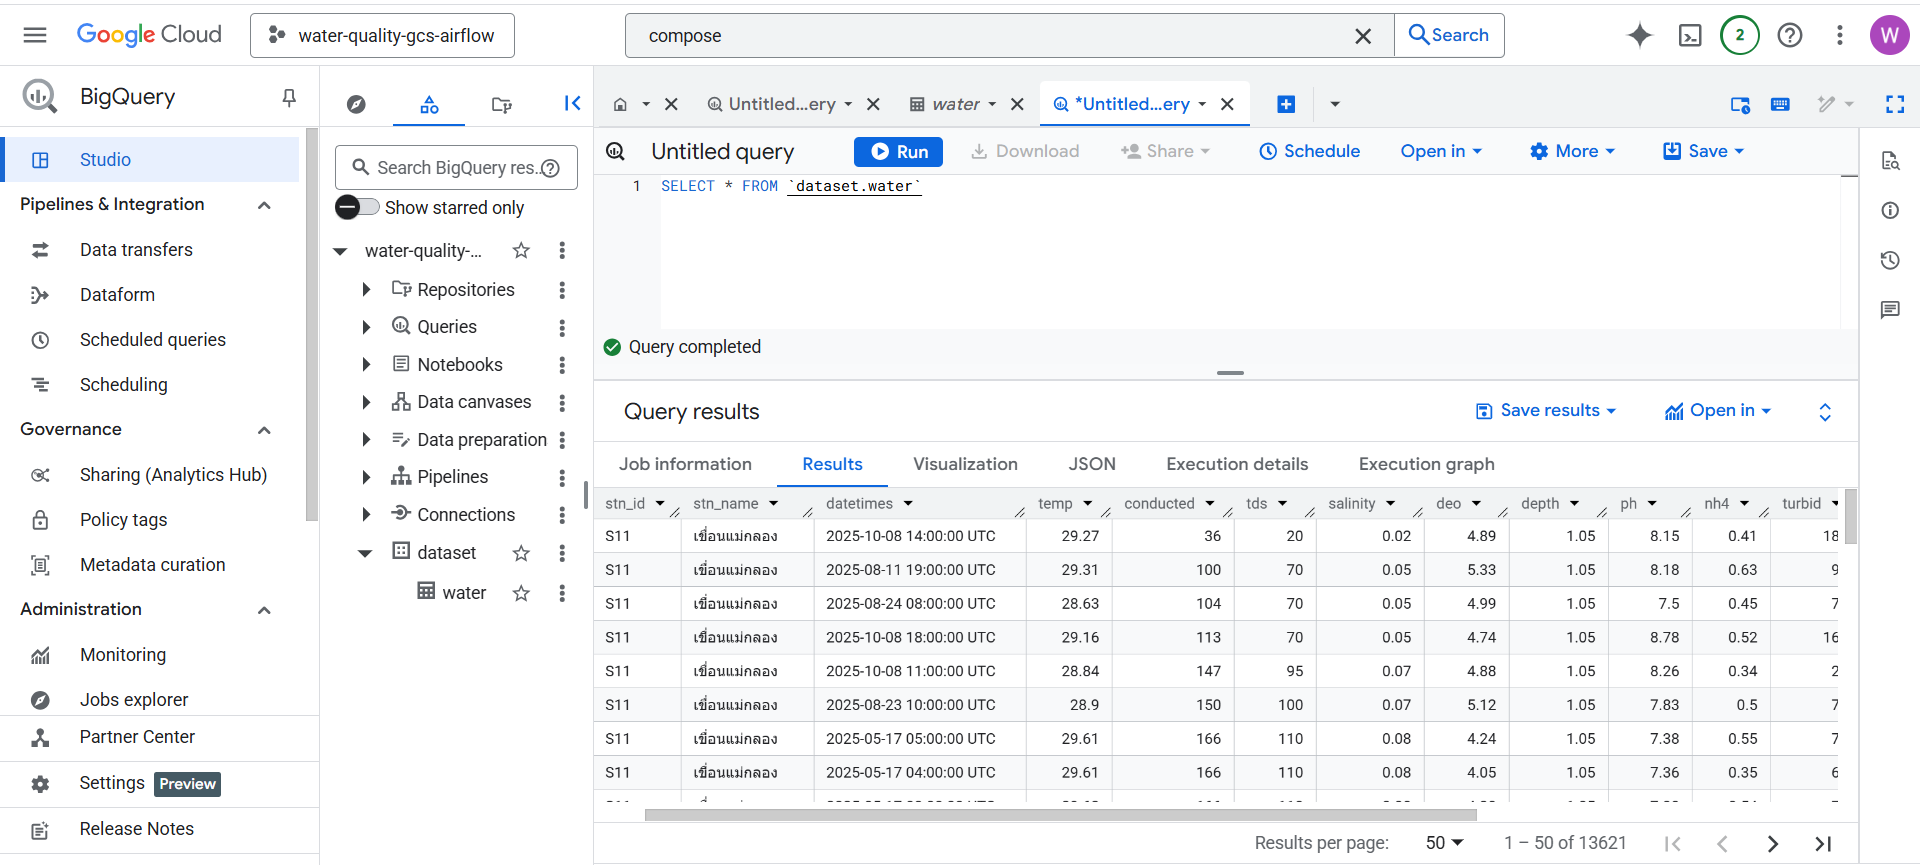 Google Cloud
water-quality-gcs-airflow
compose
Search
2
W
BigQuery
Studio
Pipelines & Integration
Data transfers
Dataform
Scheduled queries
Scheduling
Governance
Sharing (Analytics Hub)
Policy tags
Metadata curation
Administration
Monitoring
Jobs explorer
Partner Center
Settings Preview
Release Notes
Search BigQuery res...
Show starred only
water-quality-...
Repositories
Queries
Notebooks
Data canvases
Data preparation
Pipelines
Connections
dataset
water
Untitled...ery
water
*Untitled...ery
Untitled query
Run
Download
Share
Schedule
Open in
More
Save
1 SELECT * FROM `dataset.water`
Query completed
Query results
Save results
Open in
Job information Results Visualization JSON Execution details Execution graph
stn_id stn_name datetimes temp conducted tds salinity deo depth ph nh4 turbid
S11 เขื่อนแม่กลอง 2025-10-08 14:00:00 UTC 29.27 36 20 0.02 4.89 1.05 8.15 0.41 18
S11 เขื่อนแม่กลอง 2025-08-11 19:00:00 UTC 29.31 100 70 0.05 5.33 1.05 8.18 0.63 9
S11 เขื่อนแม่กลอง 2025-08-24 08:00:00 UTC 28.63 104 70 0.05 4.99 1.05 7.5 0.45 7
S11 เขื่อนแม่กลอง 2025-10-08 18:00:00 UTC 29.16 113 70 0.05 4.74 1.05 8.78 0.52 16
S11 เขื่อนแม่กลอง 2025-10-08 11:00:00 UTC 28.84 147 95 0.07 4.88 1.05 8.26 0.34 2
S11 เขื่อนแม่กลอง 2025-08-23 10:00:00 UTC 28.9 150 100 0.07 5.12 1.05 7.83 0.5 7
S11 เขื่อนแม่กลอง 2025-05-17 05:00:00 UTC 29.61 166 110 0.08 4.24 1.05 7.38 0.55 7
S11 เขื่อนแม่กลอง 2025-05-17 04:00:00 UTC 29.61 166 110 0.08 4.05 1.05 7.36 0.35 6
Results per page: 50 1 – 50 of 13621